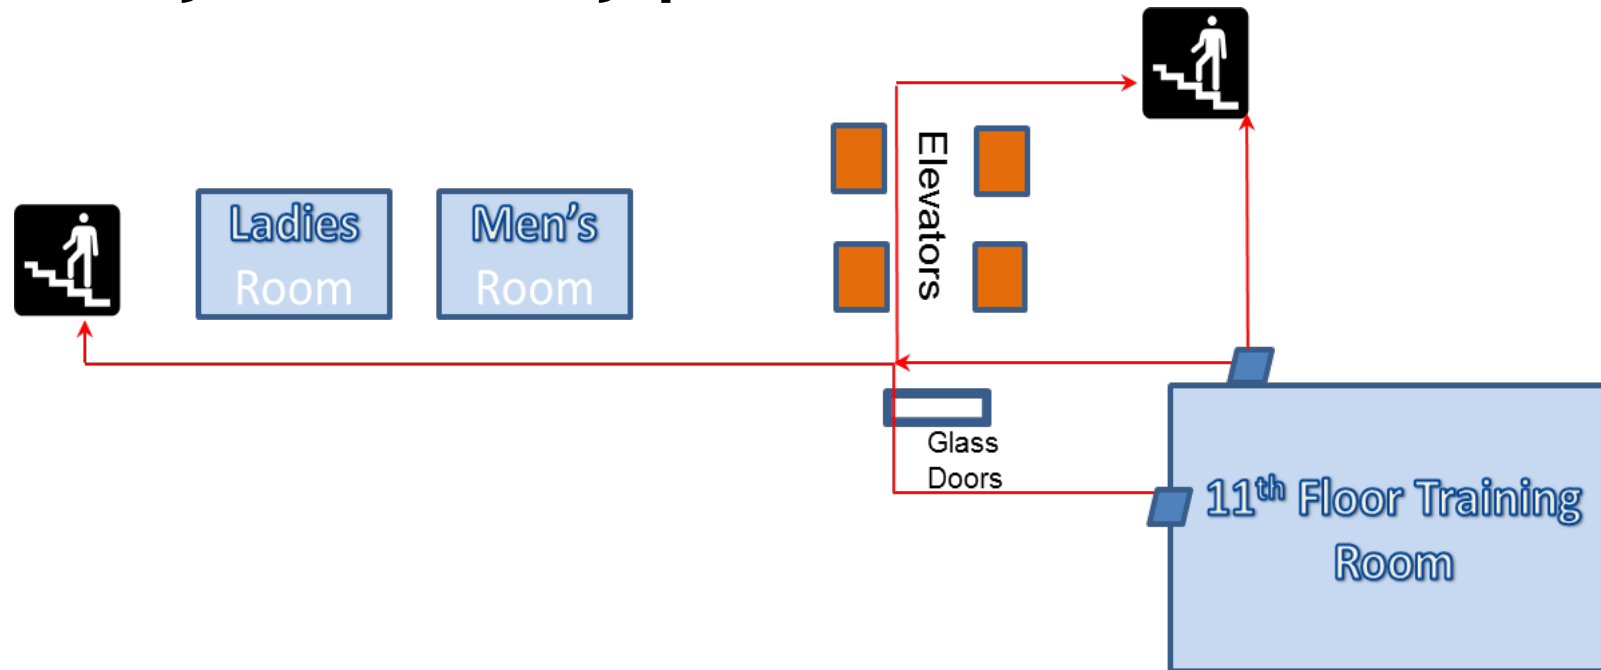 Ladies
Room
Men's
Room
Elevators
Glass
Doors
11th Floor Training
Room